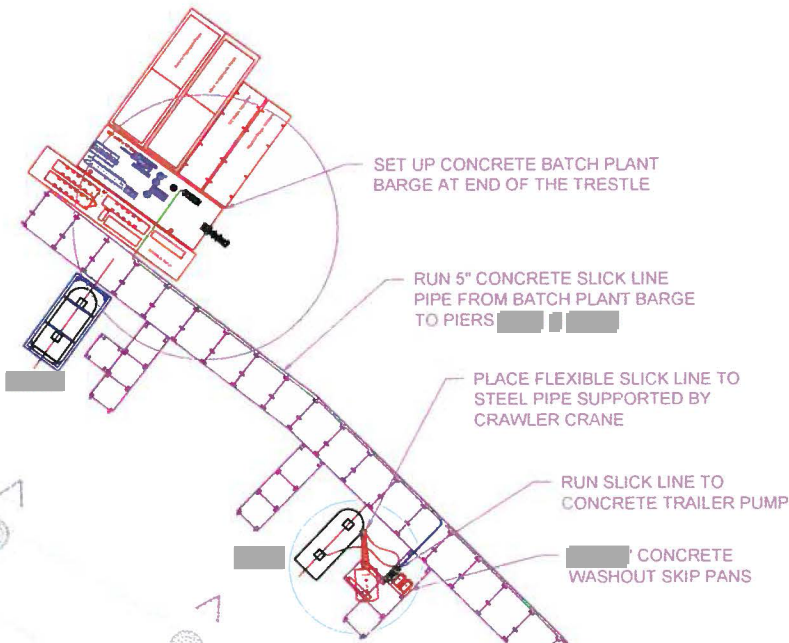 SET UP CONCRETE BATCH PLANT
BARGE AT END OF THE TRESTLE
RUN 5" CONCRETE SLICK LINE
PIPE FROM BATCH PLANT BARGE
TO PIERS
PLACE FLEXIBLE SLICK LINE TO
STEEL PIPE SUPPORTED BY
CRAWLER CRANE
RUN SLICK LINE TO
CONCRETE TRAILER PUMP
' CONCRETE
WASHOUT SKIP PANS